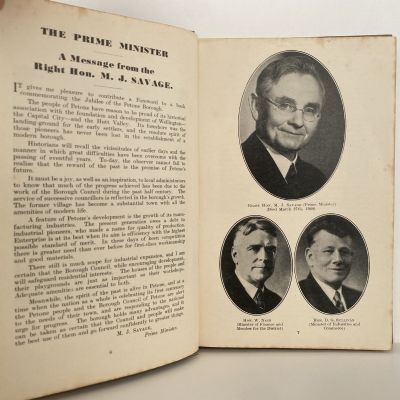 THE PRIME MINISTER
A Message from the
Right Hon. M. J. SAVAGE.
IT gives me pleasure to contribute a Foreword to a book
commemorating the Jubilee of the Petone Borough.
The people of Petone have reason to be proud of its historical
association with the foundation and development of Wellington—
the Capital City—and the Hutt Valley. Its foreshore was the
landing-ground for the early settlers, and the resolute spirit of
those pioneers has never been lost in the establishment of a
modern borough.
Historians will recall the vicissitudes of earlier days and the
manner in which great difficulties have been overcome with the
passing of eventful years. To-day, the observer cannot fail to
realise that the reward of the past is the promise of Petone's
future.
It must be a joy, as well as an inspiration, to local administrators
to know that much of the progress achieved has been due to the
work of the Borough Council during the past half century. The
service of successive councillors is reflected in the borough's growth.
The former village has become a substantial town with all the
amenities of modern life.
A feature of Petone's development is the growth of its manu-
facturing industries. The present generation owes a debt to
industrial pioneers, who made a name for quality of production.
Enterprise is at its best when its aim is efficiency with the highest
possible standard of merit. In these days of keen competition
there is greater need than ever before for first-class workmanship
and good materials.
There is still much scope for industrial expansion, and I am
certain that the Borough Council, while encouraging development,
will safeguard residential interests. The homes of the people and
their playgrounds are just as important as their workshops.
Adequate amenities are essential to both.
Meanwhile, the spirit of the past is alive in Petone, and at a
time when the nation as a whole is celebrating its first centenary
the Petone people and the Borough Council of Petone are alert
to the needs of their town, and are responding to the national
urge for progress. The borough holds many advantages, and it
can be taken as certain that the Council and people will make
the best use of them and go forward confidently to greater things.
M. J. SAVAGE,
Prime Minister.
6
RIGHT HON. M. J. SAVAGE (Prime Minister)
(Died March 27th, 1940)
HON. W. NASH
(Minister of Finance and
Member for the District)
HON. D. G. SULLIVAN
(Minister of Industries and
Commerce)
7